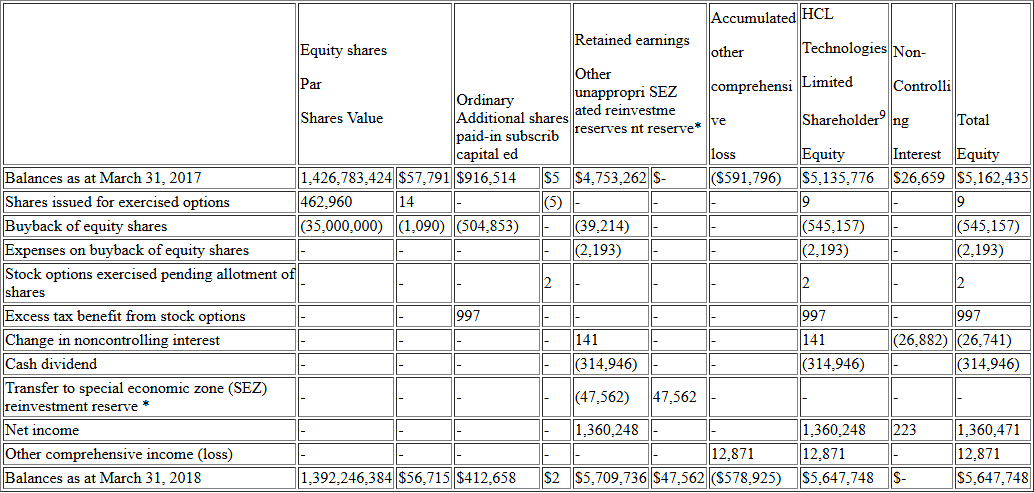 Equity shares
Par
Shares Value
Ordinary
Additional shares
paid-in subscrib
capital ed
Retained earnings
Other
unappropri SEZ
ated reinvestme
reserves nt reserve*
Accumulated
other
comprehensi
ve
loss
HCL
Technologies
Limited
Shareholder9
Equity
Non-
Controlli
ng
Interest
Total
Equity
Balances as at March 31, 2017 1,426,783,424 $57,791 $916,514 $5 $4,753,262 $- ($591,796) $5,135,776 $26,659 $5,162,435
Shares issued for exercised options 462,960 14 - (5) - - - 9 - 9
Buyback of equity shares (35,000,000) (1,090) (504,853) - (39,214) - - (545,157) - (545,157)
Expenses on buyback of equity shares - - - - (2,193) - - (2,193) - (2,193)
Stock options exercised pending allotment of
shares - - - 2 - - - 2 - 2
Excess tax benefit from stock options - - 997 - - - - 997 - 997
Change in noncontrolling interest - - - - 141 - - 141 (26,882) (26,741)
Cash dividend - - - - (314,946) - - (314,946) - (314,946)
Transfer to special economic zone (SEZ)
reinvestment reserve * - - - - (47,562) 47,562 - - - -
Net income - - - - 1,360,248 - - 1,360,248 223 1,360,471
Other comprehensive income (loss) - - - - - - 12,871 12,871 - 12,871
Balances as at March 31, 2018 1,392,246,384 $56,715 $412,658 $2 $5,709,736 $47,562 ($578,925) $5,647,748 $- $5,647,748